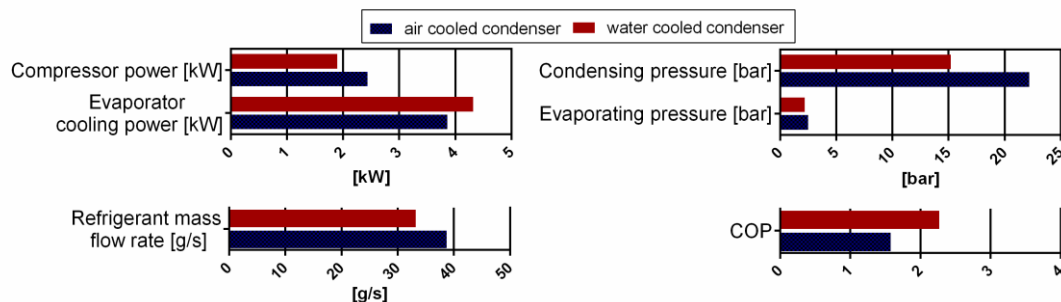 air cooled condenser water cooled condenser
Compressor power [kW]
Evaporator
cooling power [kW]
0 1 2 3 4 5
[kW]
Condensing pressure [bar]
Evaporating pressure [bar]
0 5 10 15 20 25
[bar]
Refrigerant mass
flow rate [g/s]
0 10 20 30 40 50
[g/s]
COP
0 1 2 3 4